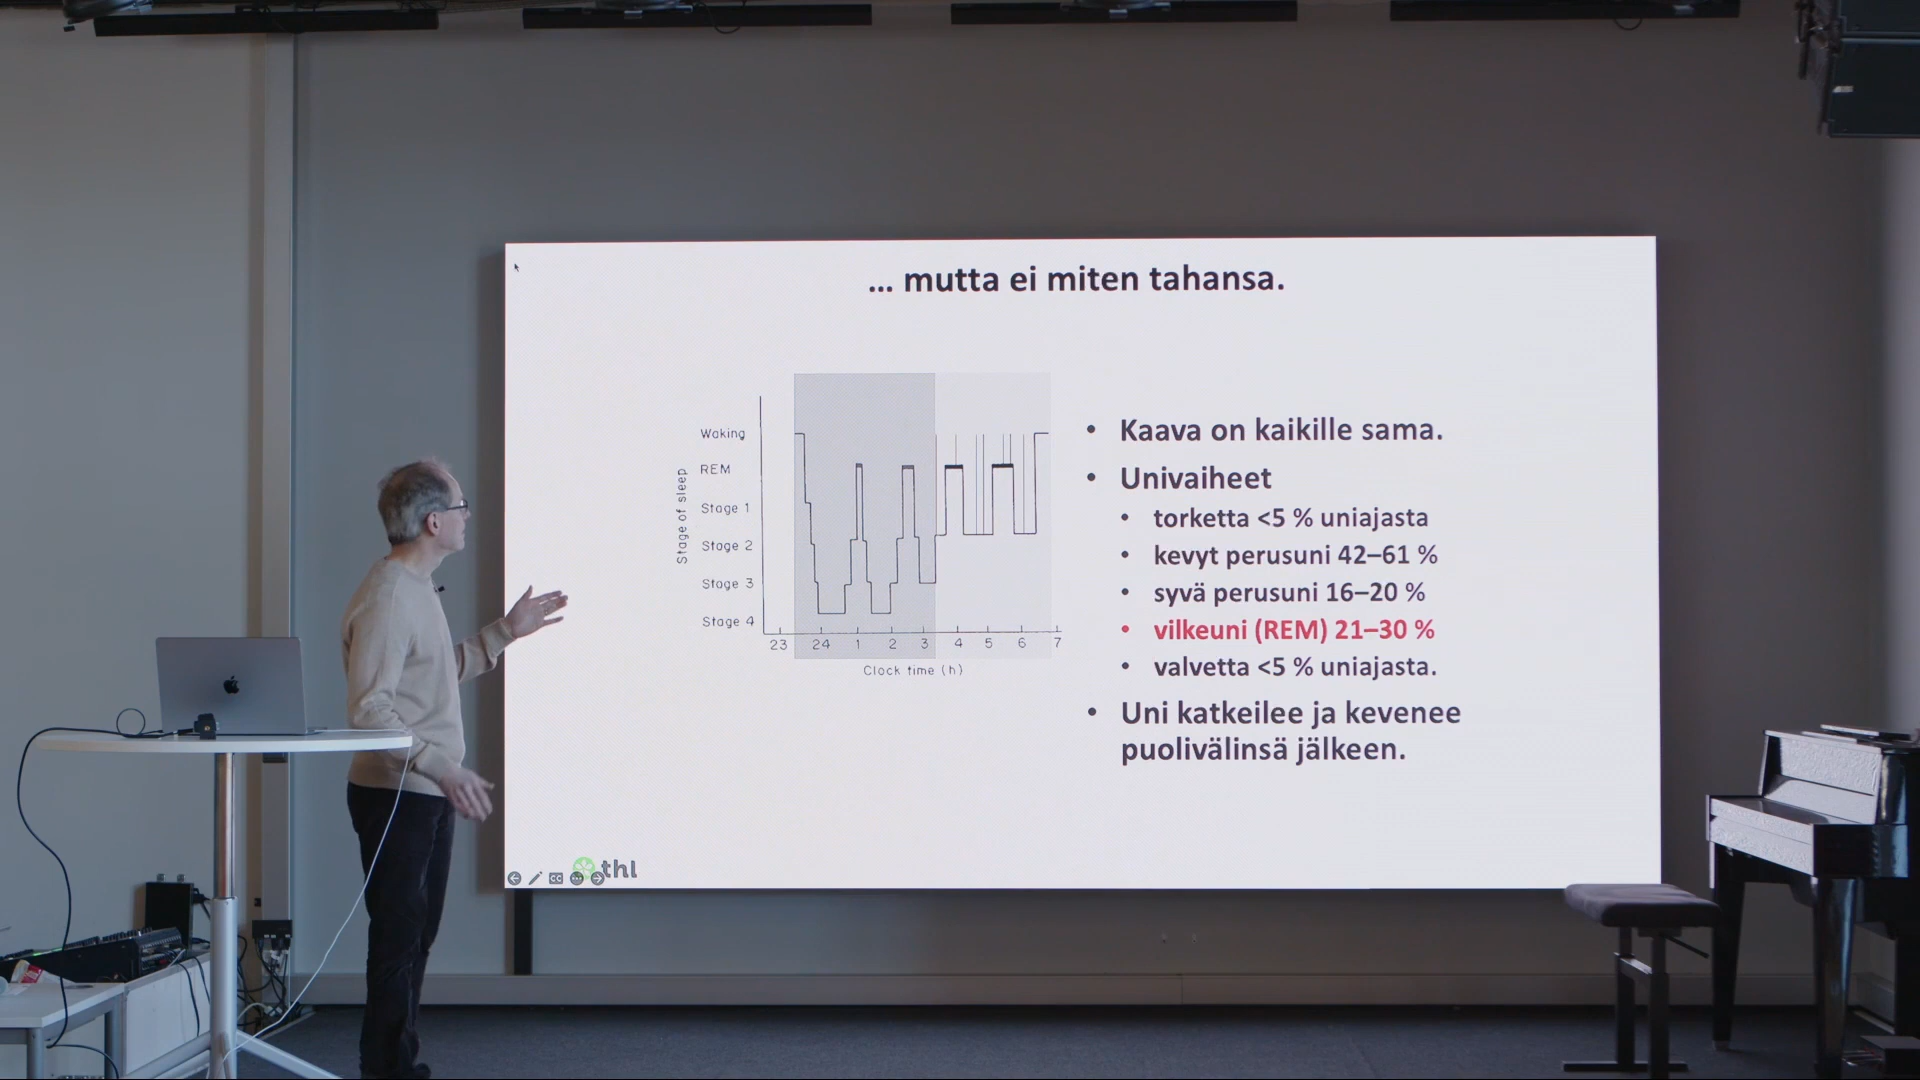 ... mutta ei miten tahansa.
Waking
REM
Stage 1
Stage 2
Stage 3
Stage 4
Stage of sleep
23 24 1 2 3 4 5 6 7
Clock time (h)
• Kaava on kaikille sama.
• Univaiheet
• torketta <5 % uniajasta
• kevyt perusuni 42–61 %
• syvä perusuni 16–20 %
• vilkeuni (REM) 21–30 %
• valvetta <5 % uniajasta.
• Uni katkeilee ja kevenee
puolivälinsä jälkeen.
thl